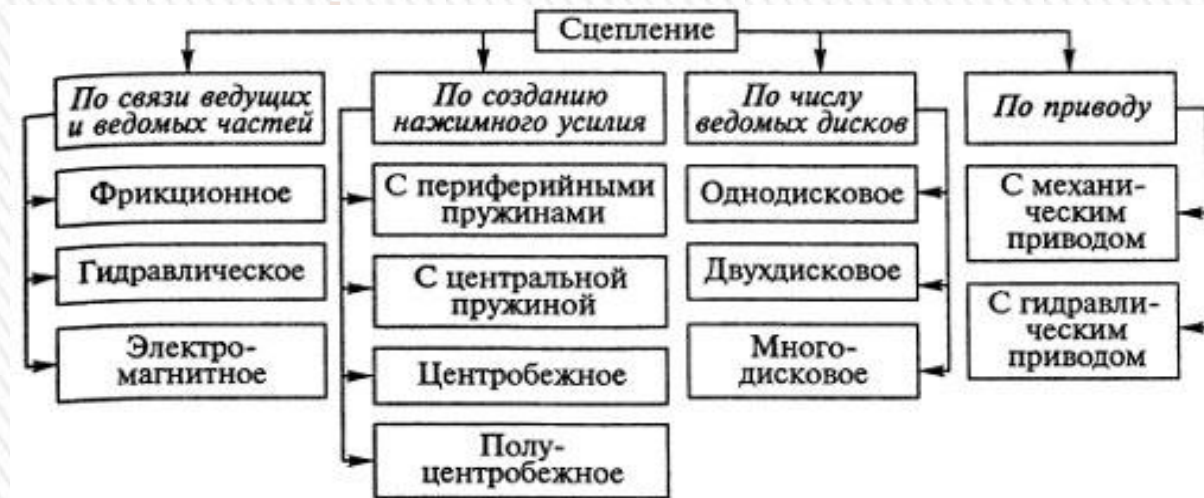 Сцепление
По связи ведущих
и ведомых частей
Фрикционное
Гидравлическое
Электро-
магнитное
По созданию
нажимного усилия
С периферийными
пружинами
С центральной
пружиной
Центробежное
Полу-
центробежное
По числу
ведомых дисков
Однодисковое
Двухдисковое
Много-
дисковое
По приводу
С механи-
ческим
приводом
С гидравли-
ческим
приводом